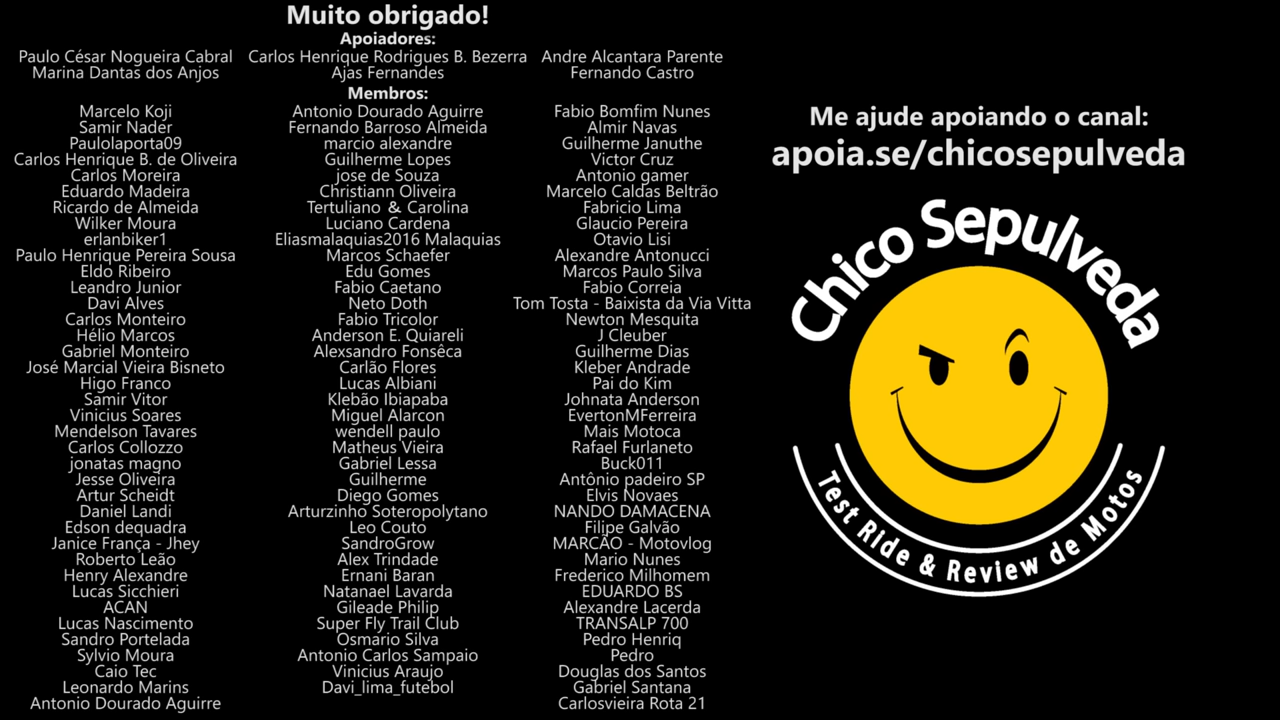 Muito obrigado!
Apoiadores:
Paulo César Nogueira Cabral
Marina Dantas dos Anjos
Carlos Henrique Rodrigues B. Bezerra
Ajas Fernandes
Andre Alcantara Parente
Fernando Castro
Membros:
Marcelo Koji
Samir Nader
Paulolaporta09
Carlos Henrique B. de Oliveira
Carlos Moreira
Eduardo Madeira
Ricardo de Almeida
Wilker Moura
erlanbiker1
Paulo Henrique Pereira Sousa
Eldo Ribeiro
Leandro Junior
Davi Alves
Carlos Monteiro
Hélio Marcos
Gabriel Monteiro
José Marcial Vieira Bisneto
Higo Franco
Samir Vitor
Vinicius Soares
Mendelson Tavares
Carlos Collozzo
jonatas magno
Jesse Oliveira
Artur Scheidt
Daniel Landi
Edson dequadra
Janice França - Jhey
Roberto Leão
Henry Alexandre
Lucas Sicchieri
ACAN
Lucas Nascimento
Sandro Portelada
Sylvio Moura
Caio Tec
Leonardo Marins
Antonio Dourado Aguirre
Antonio Dourado Aguirre
Fernando Barroso Almeida
marcio alexandre
Guilherme Lopes
jose de Souza
Christiann Oliveira
Tertuliano & Carolina
Luciano Cardena
Eliasmalaquias2016 Malaquias
Marcos Schaefer
Edu Gomes
Fabio Caetano
Neto Doth
Fabio Tricolor
Anderson E. Quiareli
Alexsandro Fonsêca
Carlão Flores
Lucas Albiani
Klebão Ibiapaba
Miguel Alarcon
wendell paulo
Matheus Vieira
Gabriel Lessa
Guilherme
Diego Gomes
Arturzinho Soteropolytano
Leo Couto
SandroGrow
Alex Trindade
Ernani Baran
Natanael Lavarda
Gileade Philip
Super Fly Trail Club
Osmario Silva
Antonio Carlos Sampaio
Vinicius Araujo
Davi_lima_futebol
Fabio Bomfim Nunes
Almir Navas
Guilherme Januthe
Victor Cruz
Antonio gamer
Marcelo Caldas Beltrão
Fabricio Lima
Glaucio Pereira
Otavio Lisi
Alexandre Antonucci
Marcos Paulo Silva
Fabio Correia
Tom Tosta - Baixista da Via Vitta
Newton Mesquita
J Cleuber
Guilherme Dias
Kleber Andrade
Pai do Kim
Johnata Anderson
EvertonMFerreira
Mais Motoca
Rafael Furlaneto
Buck011
Antônio padeiro SP
Elvis Novaes
NANDO DAMACENA
Filipe Galvão
MARCÃO - Motovlog
Mario Nunes
Frederico Milhomem
EDUARDO BS
Alexandre Lacerda
TRANSALP 700
Pedro Henriq
Pedro
Douglas dos Santos
Gabriel Santana
Carlosvieira Rota 21
Me ajude apoiando o canal:
apoia.se/chicosepulveda
Chico Sepulveda
Test Ride & Review de Motos